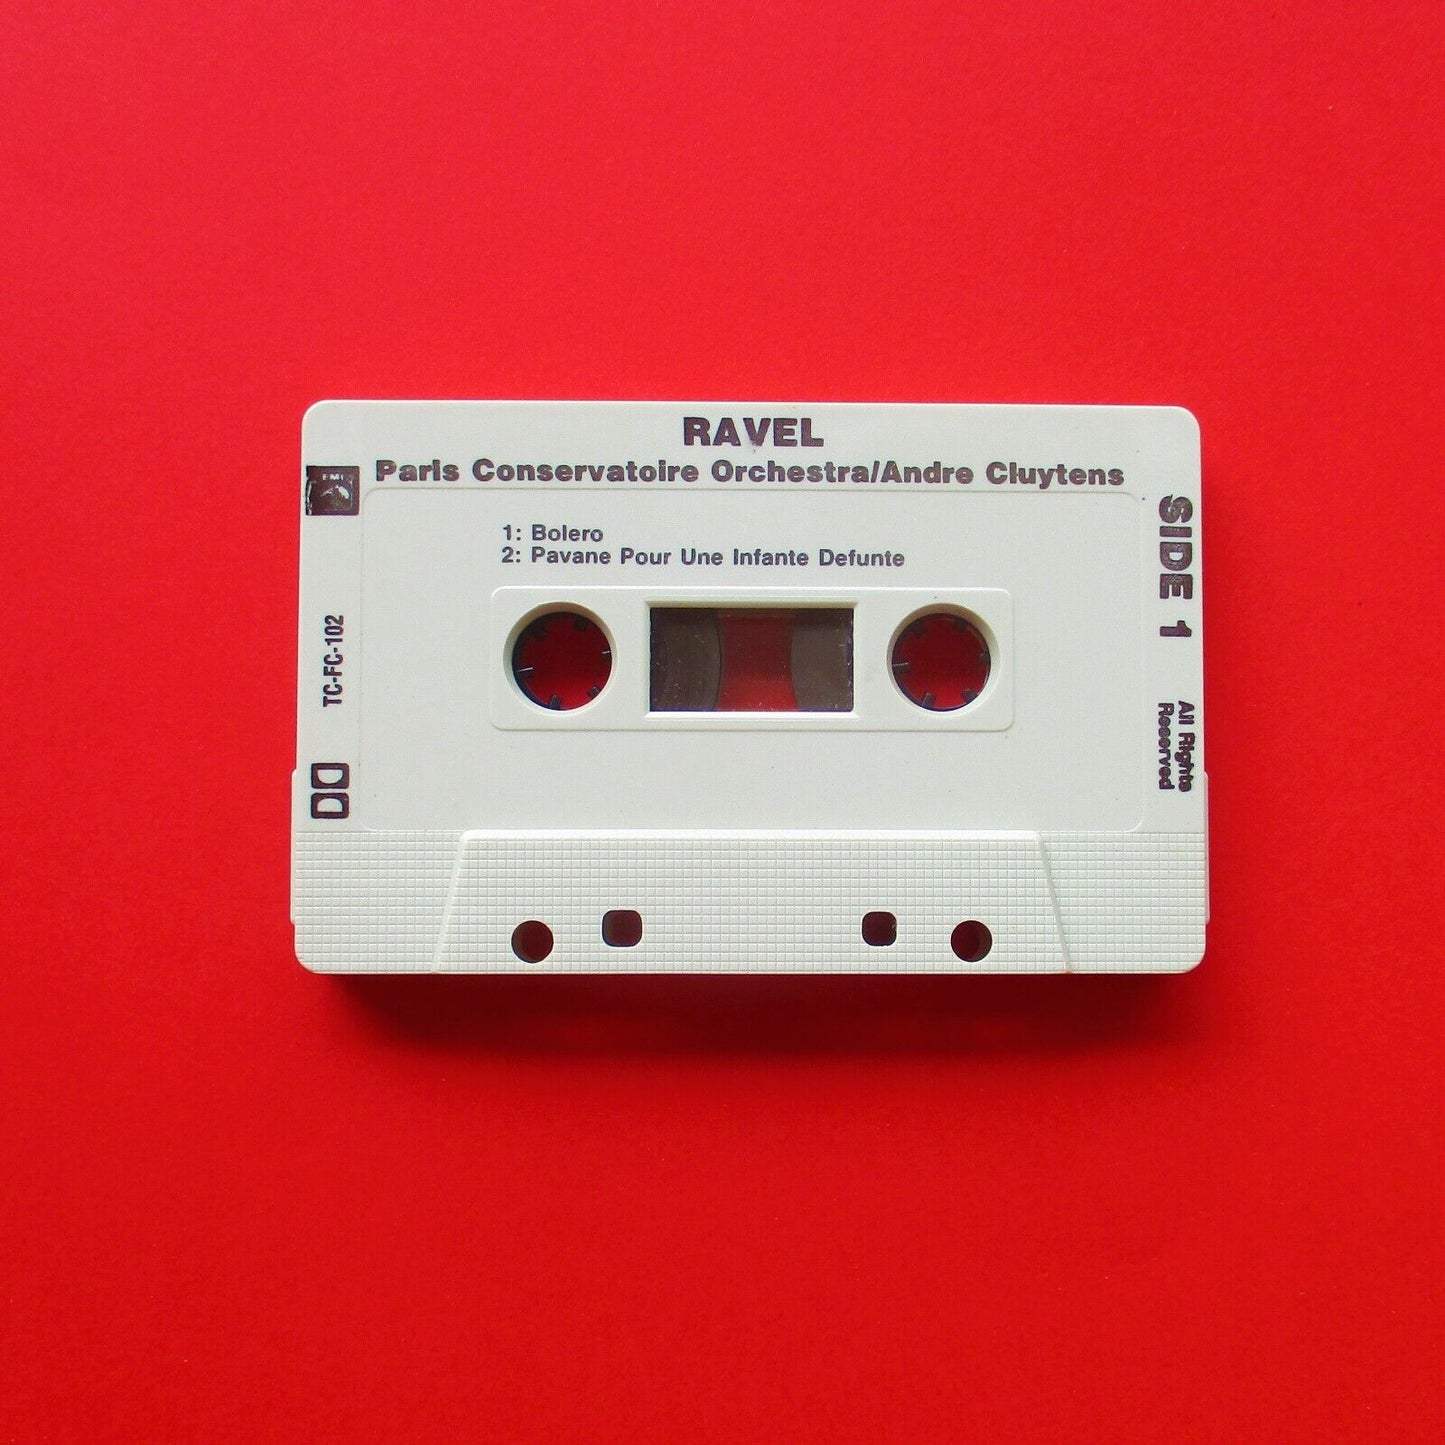 RAVEL
Paris Conservatoire Orchestra/Andre Cluytens
EMI
1: Bolero
2: Pavane Pour Une Infante Defunte
SIDE 1
TC-FC-102
All Rights
Reserved